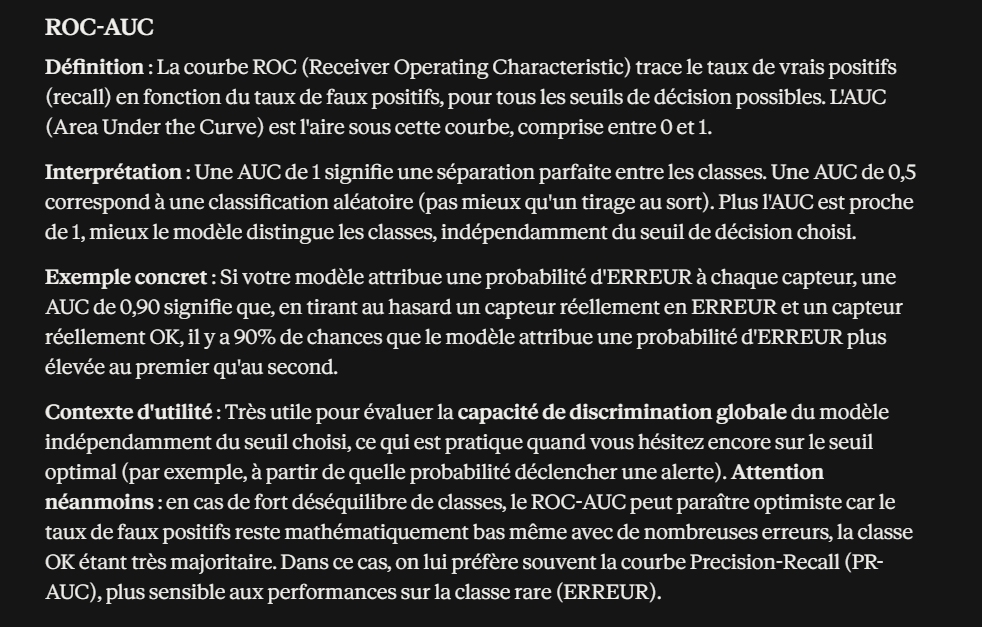 ROC-AUC
Définition : La courbe ROC (Receiver Operating Characteristic) trace le taux de vrais positifs
(recall) en fonction du taux de faux positifs, pour tous les seuils de décision possibles. L'AUC
(Area Under the Curve) est l'aire sous cette courbe, comprise entre 0 et 1.
Interprétation : Une AUC de 1 signifie une séparation parfaite entre les classes. Une AUC de 0,5
correspond à une classification aléatoire (pas mieux qu'un tirage au sort). Plus l'AUC est proche
de 1, mieux le modèle distingue les classes, indépendamment du seuil de décision choisi.
Exemple concret : Si votre modèle attribue une probabilité d'ERREUR à chaque capteur, une
AUC de 0,90 signifie que, en tirant au hasard un capteur réellement en ERREUR et un capteur
réellement OK, il y a 90% de chances que le modèle attribue une probabilité d'ERREUR plus
élevée au premier qu'au second.
Contexte d'utilité : Très utile pour évaluer la capacité de discrimination globale du modèle
indépendamment du seuil choisi, ce qui est pratique quand vous hésitez encore sur le seuil
optimal (par exemple, à partir de quelle probabilité déclencher une alerte). Attention
néanmoins : en cas de fort déséquilibre de classes, le ROC-AUC peut paraître optimiste car le
taux de faux positifs reste mathématiquement bas même avec de nombreuses erreurs, la classe
OK étant très majoritaire. Dans ce cas, on lui préfère souvent la courbe Precision-Recall (PR-
AUC), plus sensible aux performances sur la classe rare (ERREUR).